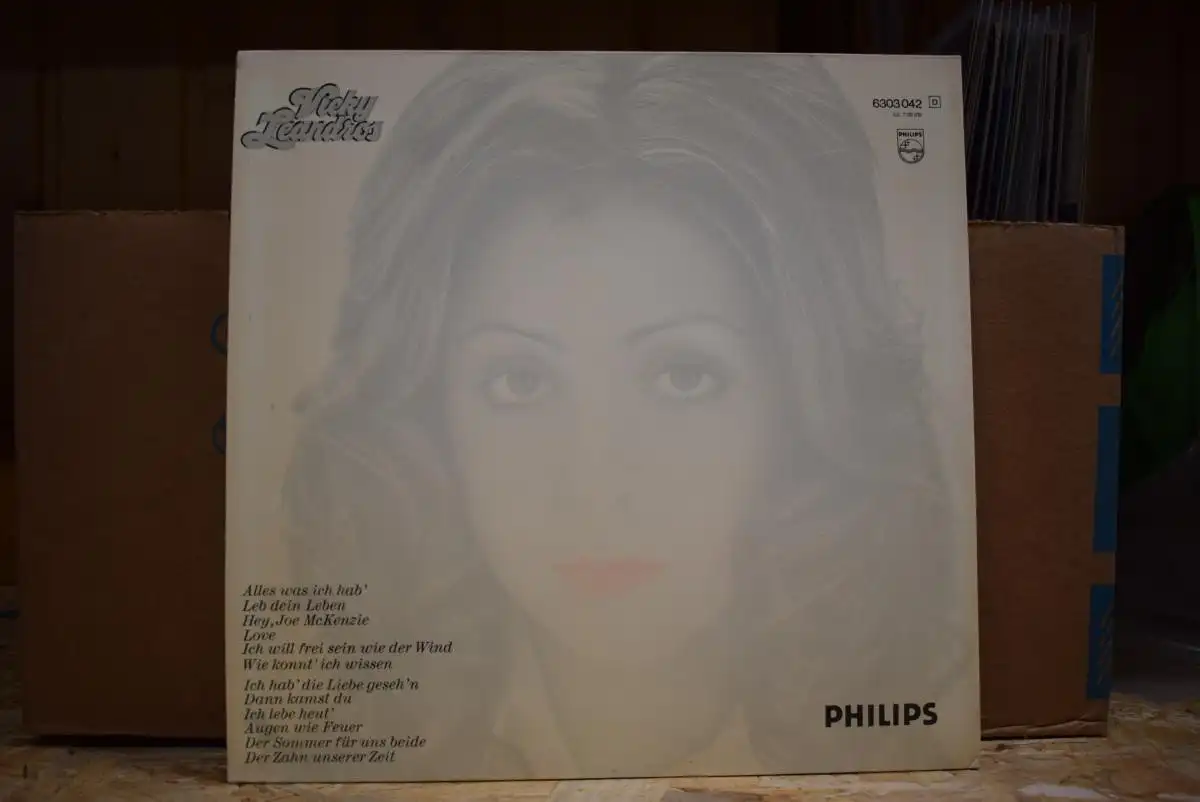 Vicky
Leandros
6303 042 D
PHILIPS
Alles was ich hab'
Leb dein Leben
Hey, Joe McKenzie
Love
Ich will frei sein wie der Wind
Wie konnt' ich wissen
Ich hab' die Liebe geseh'n
Dann kamst du
Ich lebe heut'
Augen wie Feuer
Der Sommer für uns beide
Der Zahn unserer Zeit
PHILIPS